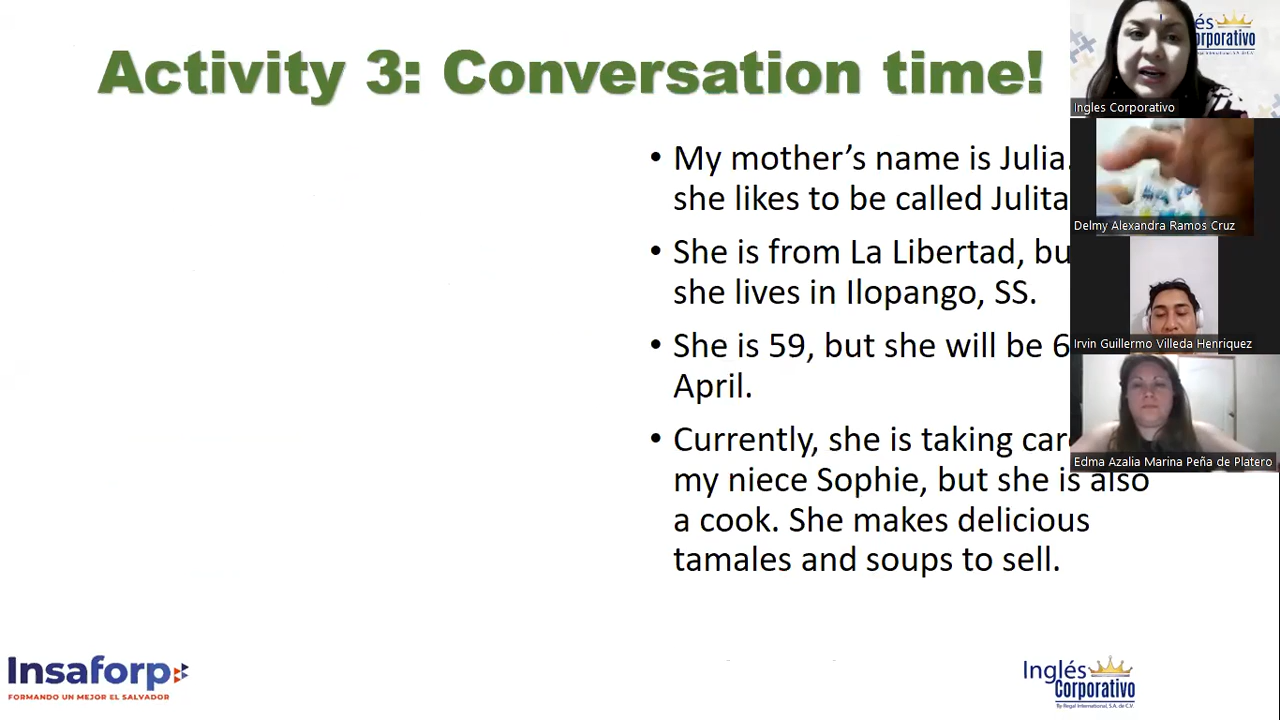 Activity 3: Conversation time!
• My mother’s name is Julia.
she likes to be called Julita
• She is from La Libertad,
she lives in Ilopango, SS.
• She is 59, but she will be
April.
• Currently, she is taking
my niece Sophie, but she is also
a cook. She makes delicious
tamales and soups to sell.
Corporativo
Ingles Corporativo
Delmy Alexandra Ramos Cruz
Irvin Guillermo Villeda Henriquez
Edma Azalia Marina Peña de Platero
Insaforp
FORMANDO UN MEJOR EL SALVADOR
Inglés
Corporativo
By Regal International, S.A. de C.V.